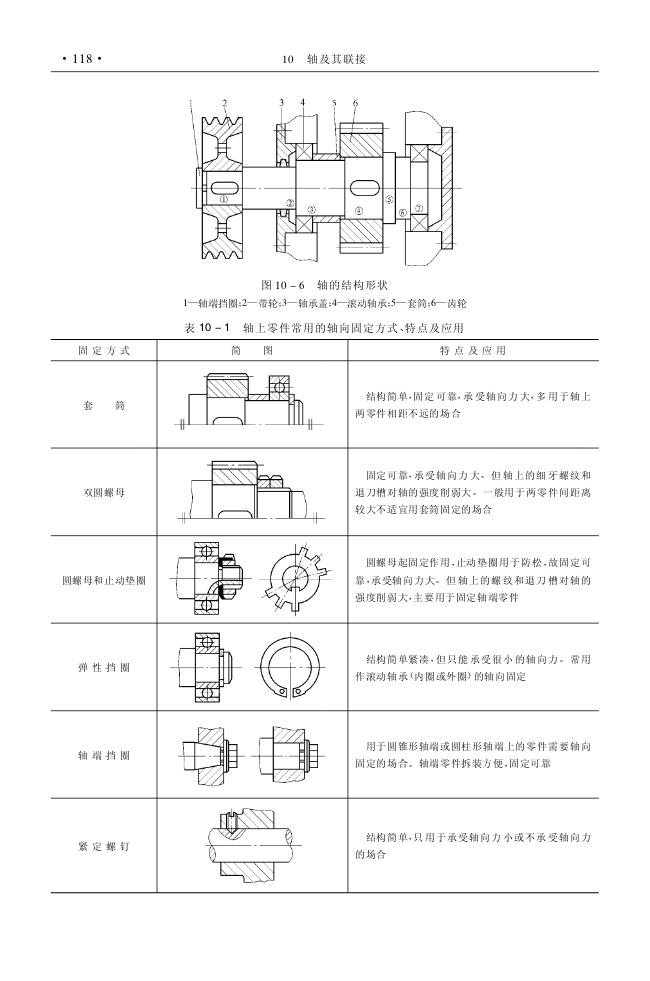 · 118 · 10 轴及其联接
1 2 3 4 5 6
① ② ③ ④ ⑤ ⑥ ⑦
图 10-6 轴的结构形状
1—轴端挡圈;2—带轮;3—轴承盖;4—滚动轴承;5—套筒;6—齿轮
表 10-1 轴上零件常用的轴向固定方式、特点及应用
固定方式 简图 特点及应用
套筒
结构简单,固定可靠,承受轴向力大,多用于轴上
两零件相距不远的场合
双圆螺母
固定可靠,承受轴向力大。但轴上的细牙螺纹和
退刀槽对轴的强度削弱大。一般用于两零件间距离
较大不适宜用套筒固定的场合
圆螺母和止动垫圈
圆螺母起固定作用,止动垫圈用于防松,故固定可
靠,承受轴向力大。但轴上的螺纹和退刀槽对轴的
强度削弱大,主要用于固定轴端零件
弹性挡圈
结构简单紧凑,但只能承受很小的轴向力。常用
作滚动轴承(内圈或外圈)的轴向固定
轴端挡圈
用于圆锥形轴端或圆柱形轴端上的零件需要轴向
固定的场合。轴端零件拆装方便,固定可靠
紧定螺钉
结构简单,只用于承受轴向力小或不承受轴向力
的场合